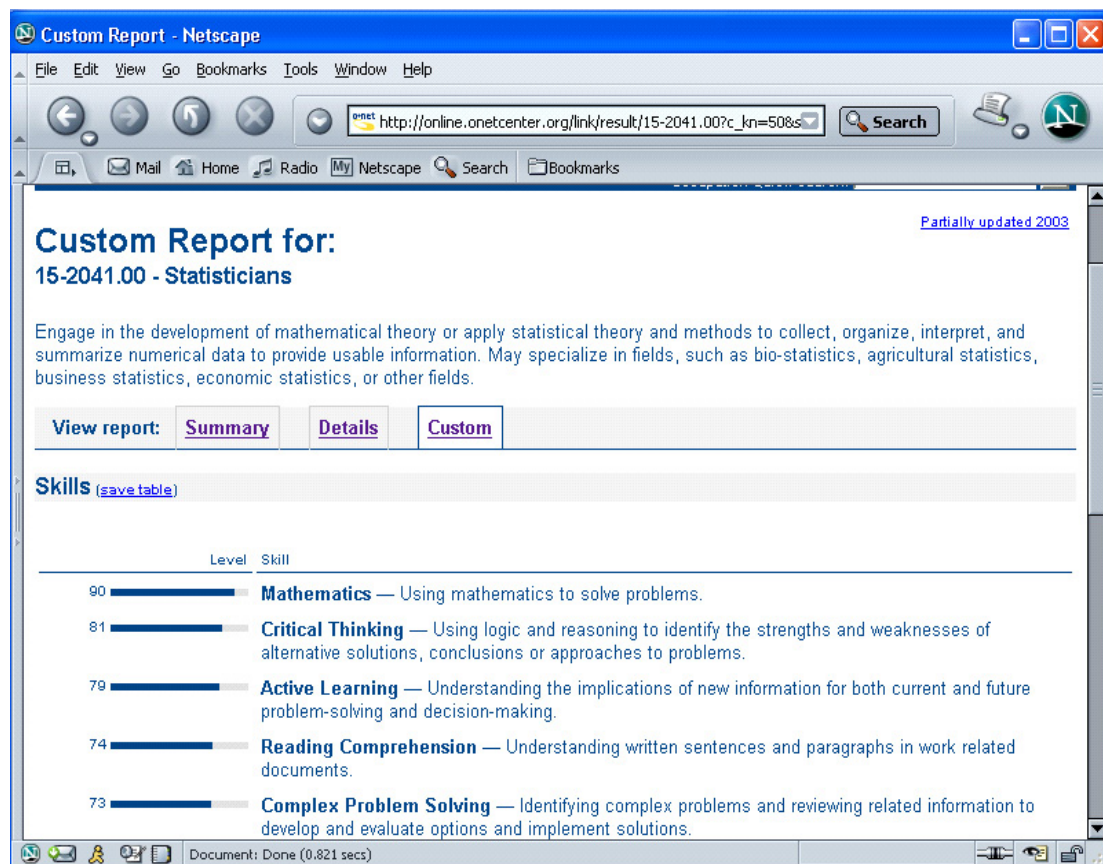 Custom Report - Netscape
File Edit View Go Bookmarks Tools Window Help
o*net http://online.onetcenter.org/link/result/15-2041.00?c_kn=50&s Search
Mail Home Radio My Netscape Search Bookmarks
Partially updated 2003
Custom Report for:
15-2041.00 - Statisticians
Engage in the development of mathematical theory or apply statistical theory and methods to collect, organize, interpret, and
summarize numerical data to provide usable information. May specialize in fields, such as bio-statistics, agricultural statistics,
business statistics, economic statistics, or other fields.
View report: Summary Details Custom
Skills (save table)
Level Skill
90 Mathematics — Using mathematics to solve problems.
81 Critical Thinking — Using logic and reasoning to identify the strengths and weaknesses of
alternative solutions, conclusions or approaches to problems.
79 Active Learning — Understanding the implications of new information for both current and future
problem-solving and decision-making.
74 Reading Comprehension — Understanding written sentences and paragraphs in work related
documents.
73 Complex Problem Solving — Identifying complex problems and reviewing related information to
develop and evaluate options and implement solutions.
Document: Done (0.821 secs)